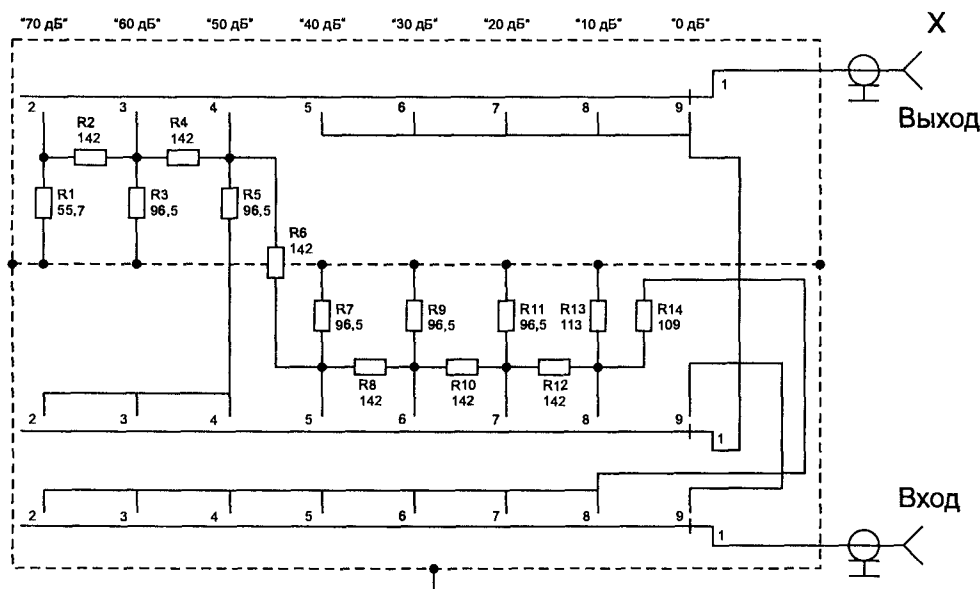 "70 дБ" "60 дБ" "50 дБ" "40 дБ" "30 дБ" "20 дБ" "10 дБ" "0 дБ"
X
1
2 3 4 5 6 7 8 9
Выход
R2 R4
142 142
R1 R3 R5
55,7 96,5 96,5
R6
142
R7 R9 R11 R13 R14
96,5 96,5 96,5 113 109
R8 R10 R12
142 142 142
2 3 4 5 6 7 8 9
1
Вход
2 3 4 5 6 7 8 9
1